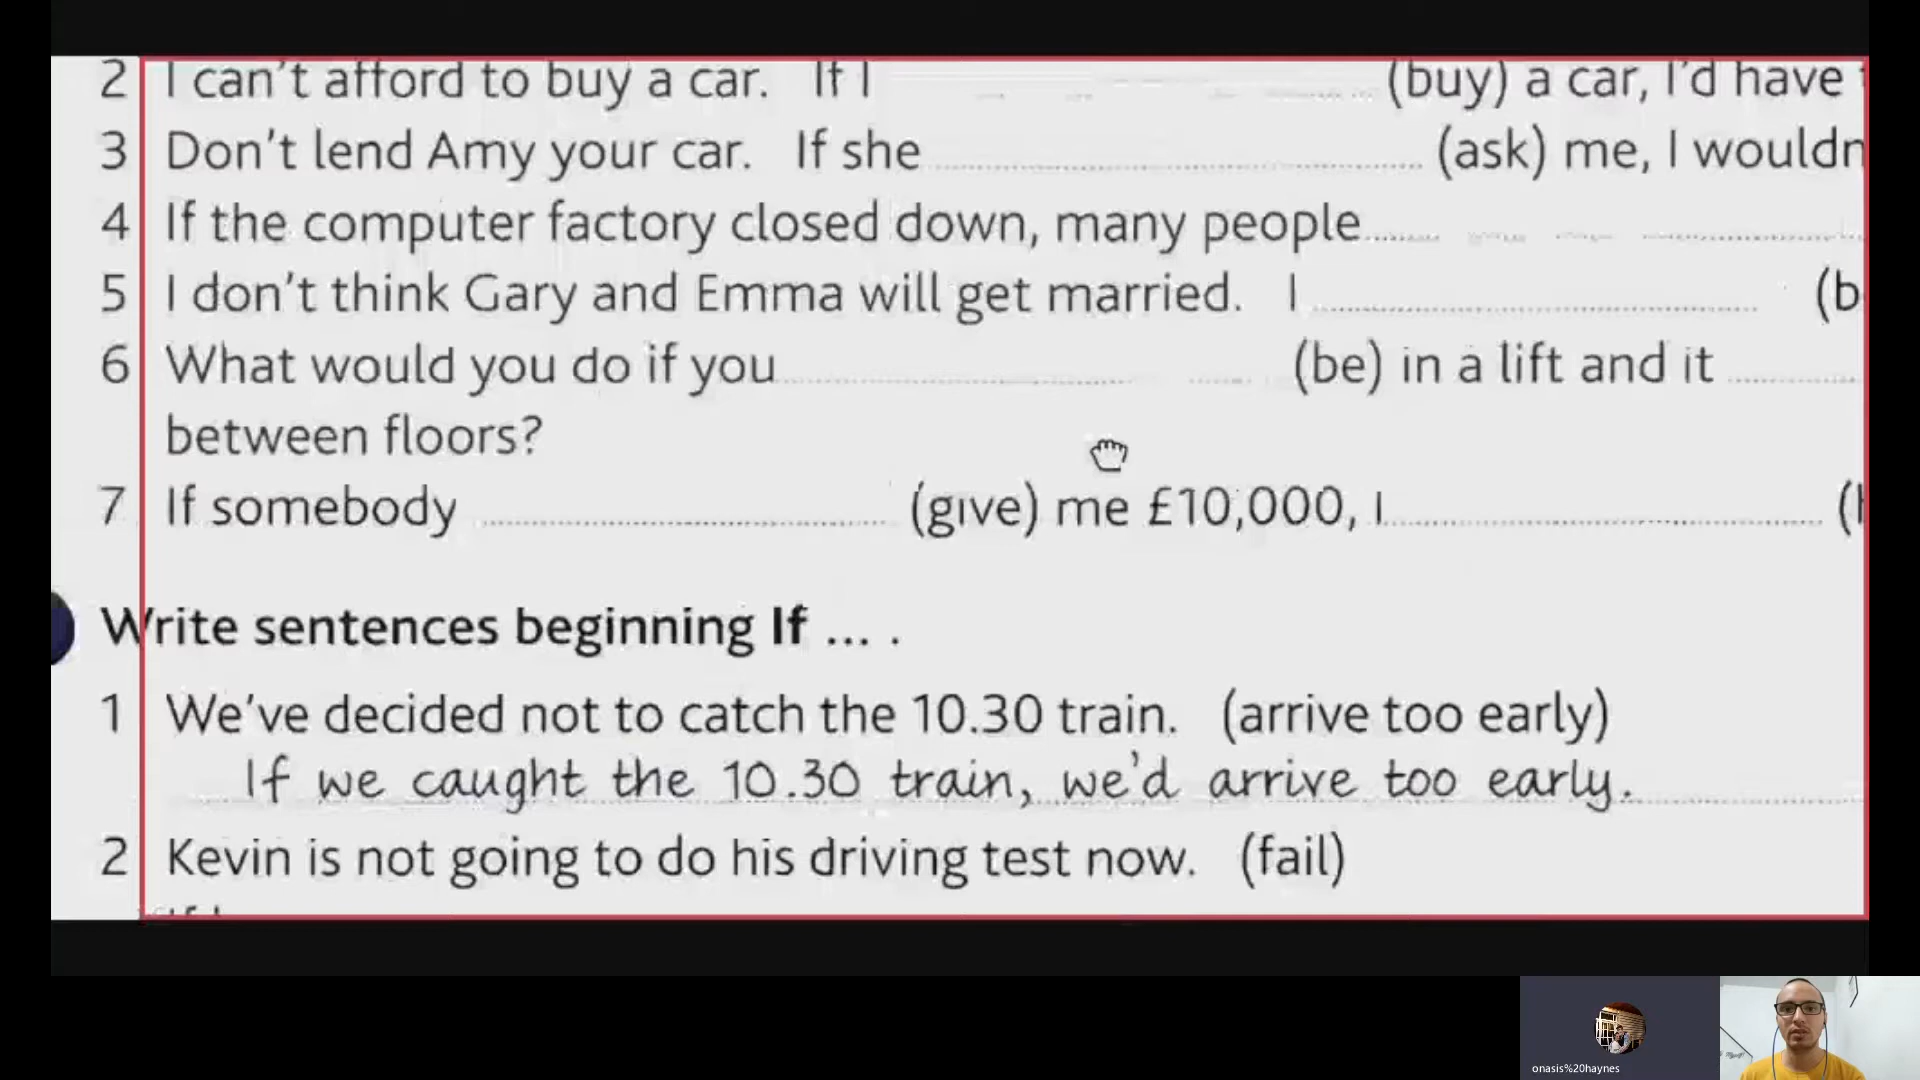 2 I can't afford to buy a car. If I (buy) a car, I'd have
3 Don't lend Amy your car. If she (ask) me, I wouldn
4 If the computer factory closed down, many people
5 I don't think Gary and Emma will get married. I (b
6 What would you do if you (be) in a lift and it
between floors?
7 If somebody (give) me £10,000, I (h
Write sentences beginning If ... .
1 We've decided not to catch the 10.30 train. (arrive too early)
If we caught the 10.30 train, we'd arrive too early.
2 Kevin is not going to do his driving test now. (fail)
onasis%20haynes